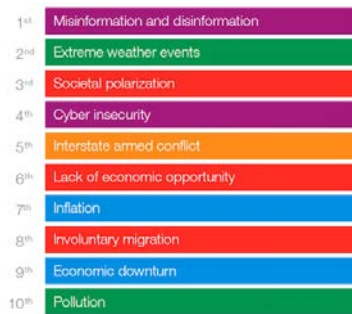 1st Misinformation and disinformation
2nd Extreme weather events
3rd Societal polarization
4th Cyber insecurity
5th Interstate armed conflict
6th Lack of economic opportunity
7th Inflation
8th Involuntary migration
9th Economic downturn
10th Pollution